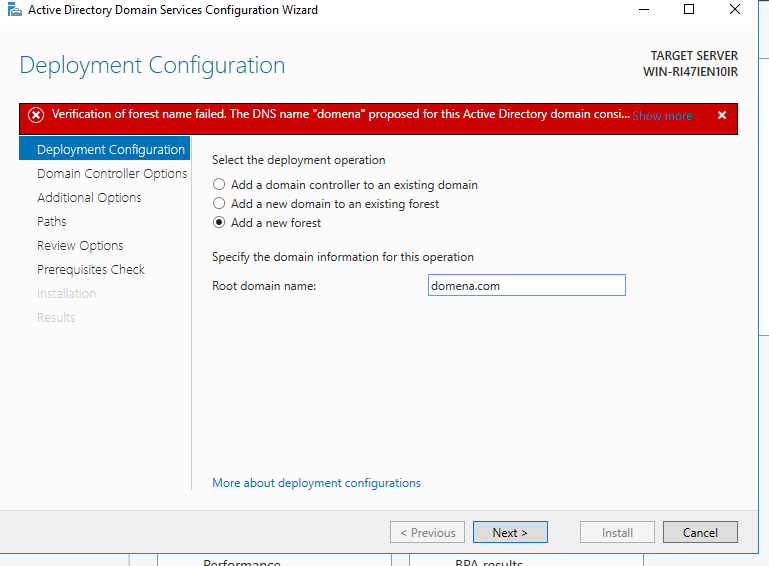 Active Directory Domain Services Configuration Wizard
Deployment Configuration
TARGET SERVER
WIN-RI47IEN10IR
Verification of forest name failed. The DNS name "domena" proposed for this Active Directory domain consi... Show more
Deployment Configuration
Domain Controller Options
Additional Options
Paths
Review Options
Prerequisites Check
Installation
Results
Select the deployment operation
Add a domain controller to an existing domain
Add a new domain to an existing forest
Add a new forest
Specify the domain information for this operation
Root domain name: domena.com
More about deployment configurations
< Previous Next > Install Cancel
Performance BPA results